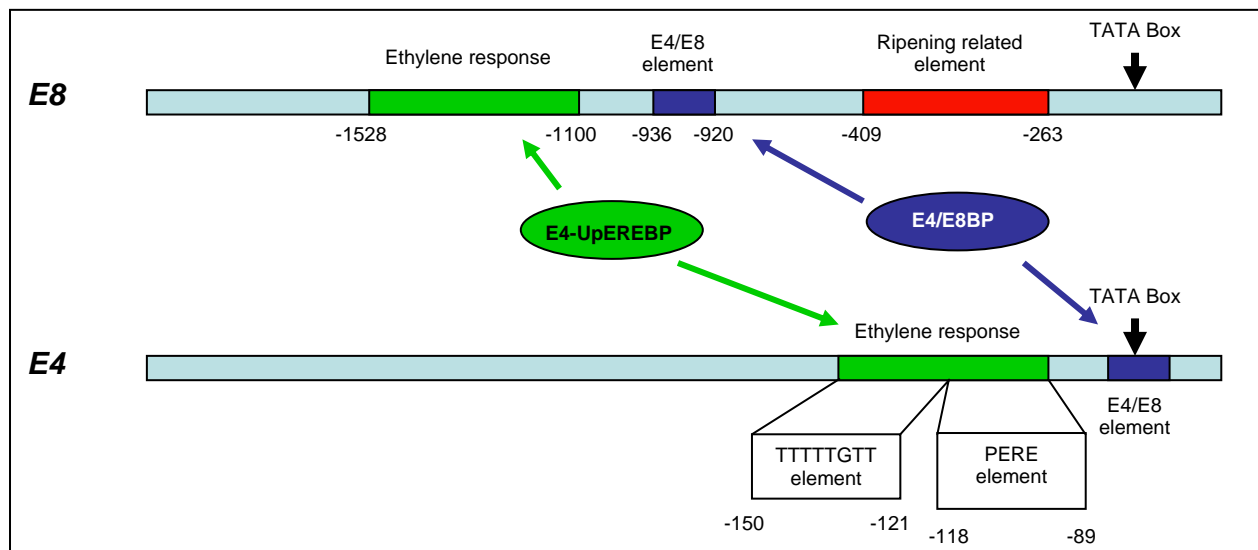 TATA Box
E4/E8
element
Ripening related
element
Ethylene response
E8
-1528
-1100
-936
-920
-409
-263
E4-UpEREBP
E4/E8BP
TATA Box
Ethylene response
E4
E4/E8
element
TTTTTGTT
element
PERE
element
-150
-121
-118
-89